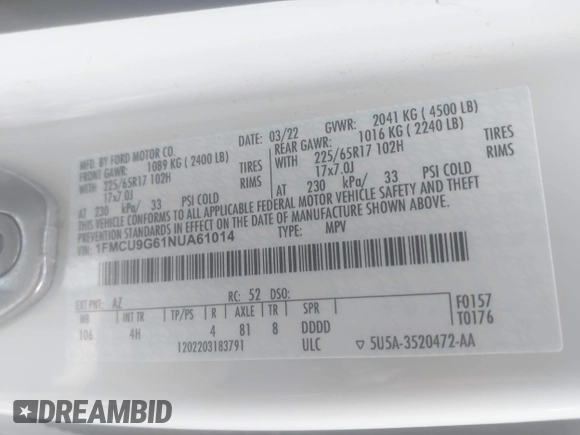 MFD. BY FORD MOTOR CO. 03/22 GVWR: 2041 KG ( 4500 LB)
FRONT GAWR: 1089 KG ( 2400 LB) REAR GAWR: 1016 KG ( 2240 LB)
WITH 225/65R17 102H TIRES WITH 225/65R17 102H TIRES
17x7.0J RIMS 17x7.0J RIMS
AT 230 kPa/ 33 PSI COLD AT 230 kPa/ 33 PSI COLD
THIS VEHICLE CONFORMS TO ALL APPLICABLE FEDERAL MOTOR VEHICLE SAFETY AND THEFT
PREVENTION STANDARDS IN EFFECT ON THE DATE OF MANUFACTURE SHOWN ABOVE.
VIN: 1FMCU9G61NUA61014 TYPE: MPV
EXT PNT: AZ RC: 52 DSO: F0157
WB INT TR TP/PS R AXLE TR SPR T0176
106 4H 4 81 8 DDDD
1202203183791 ULC ▽ 5U5A-3520472-AA
DREAMBID